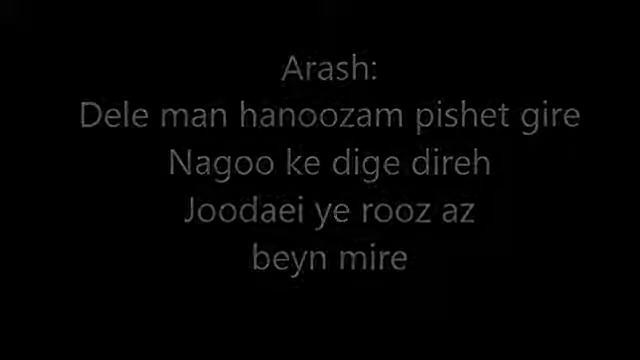 Arash:
Dele man hanoozam pishet gire
Nagoo ke dige direh
Joodaei ye rooz az
beyn mire